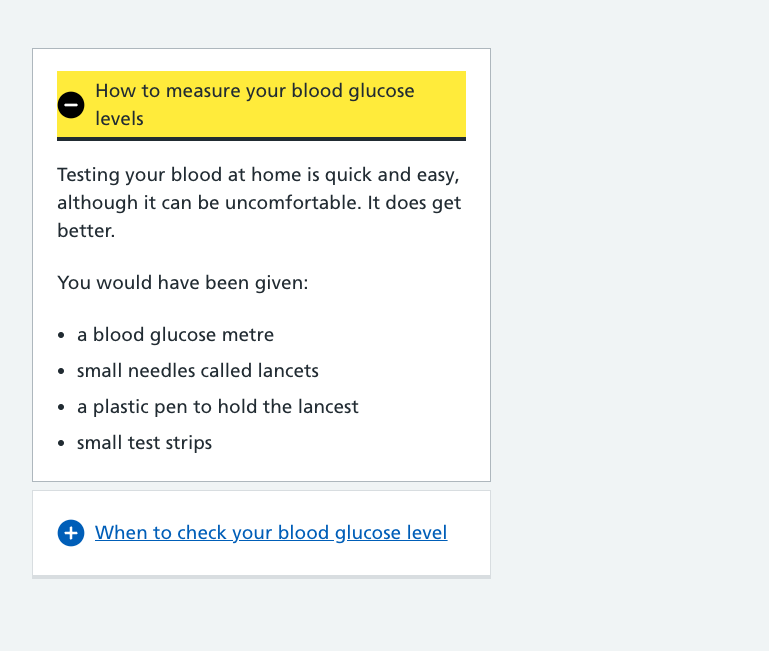 How to measure your blood glucose
levels
Testing your blood at home is quick and easy,
although it can be uncomfortable. It does get
better.
You would have been given:
a blood glucose metre
small needles called lancets
a plastic pen to hold the lancest
small test strips
When to check your blood glucose level